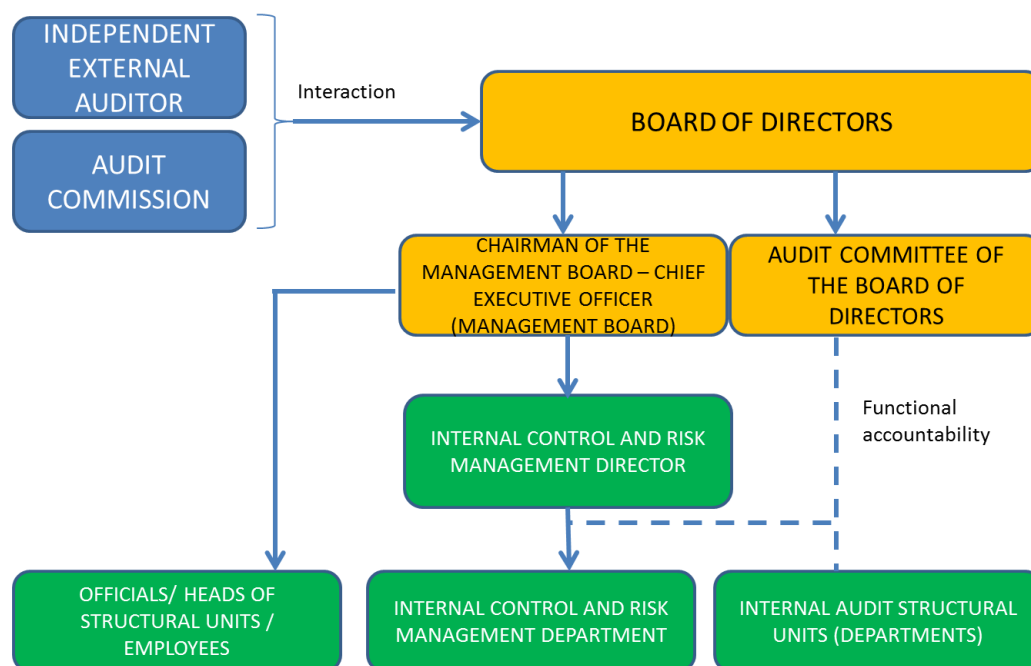 INDEPENDENT
EXTERNAL
AUDITOR
Interaction
BOARD OF DIRECTORS
AUDIT
COMMISSION
CHAIRMAN OF THE
MANAGEMENT BOARD – CHIEF
EXECUTIVE OFFICER
(MANAGEMENT BOARD)
AUDIT COMMITTEE OF
THE BOARD OF
DIRECTORS
Functional
accountability
INTERNAL CONTROL AND RISK
MANAGEMENT DIRECTOR
OFFICIALS/ HEADS OF
STRUCTURAL UNITS /
EMPLOYEES
INTERNAL CONTROL AND RISK
MANAGEMENT DEPARTMENT
INTERNAL AUDIT STRUCTURAL
UNITS (DEPARTMENTS)